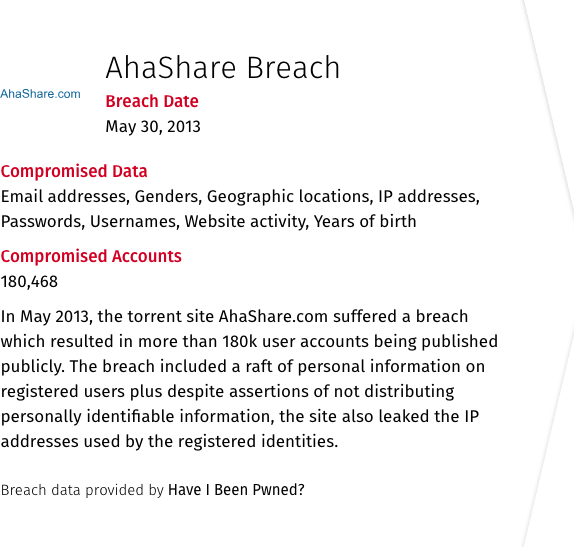 AhaShare Breach
AhaShare.com
Breach Date
May 30, 2013
Compromised Data
Email addresses, Genders, Geographic locations, IP addresses,
Passwords, Usernames, Website activity, Years of birth
Compromised Accounts
180,468
In May 2013, the torrent site AhaShare.com suffered a breach
which resulted in more than 180k user accounts being published
publicly. The breach included a raft of personal information on
registered users plus despite assertions of not distributing
personally identifiable information, the site also leaked the IP
addresses used by the registered identities.
Breach data provided by Have I Been Pwned?